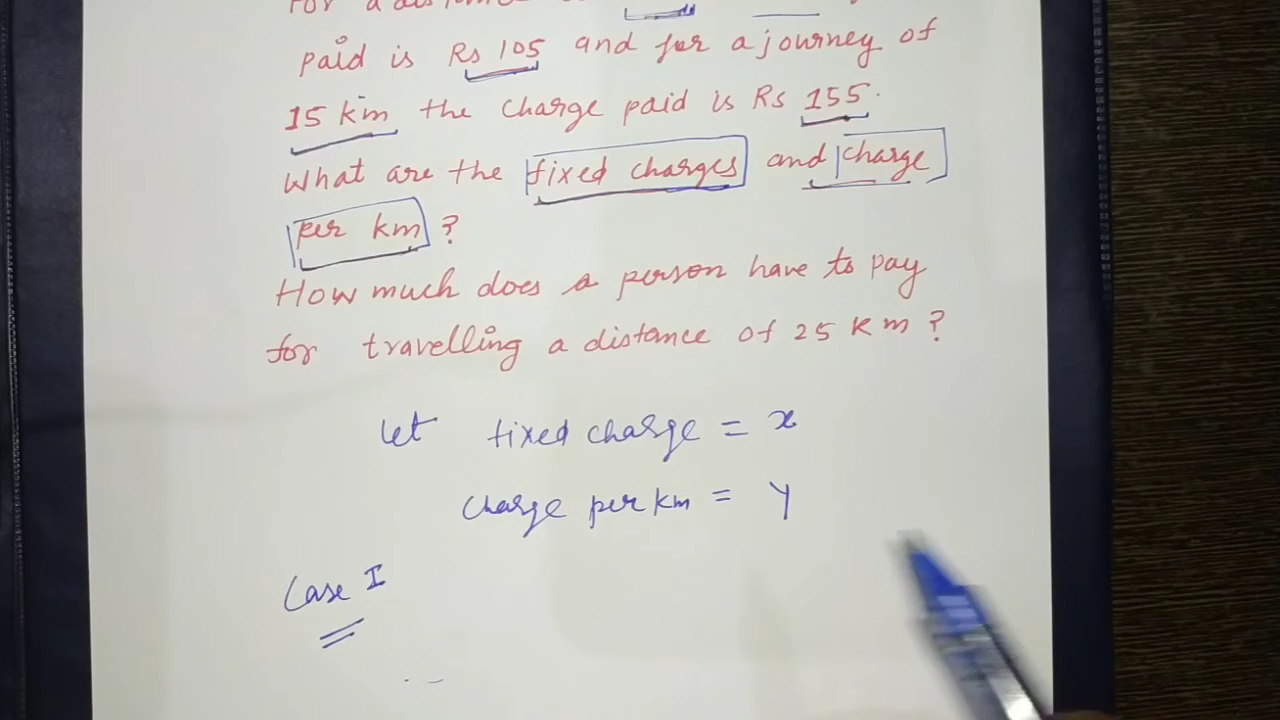 For a distance
paid is Rs 105 and for a journey of
15 km the charge paid is Rs 155.
What are the fixed charges and charge
per km ?
How much does a person have to pay
for travelling a distance of 25 km ?
Let fixed charge = x
Charge per km = y
Case I